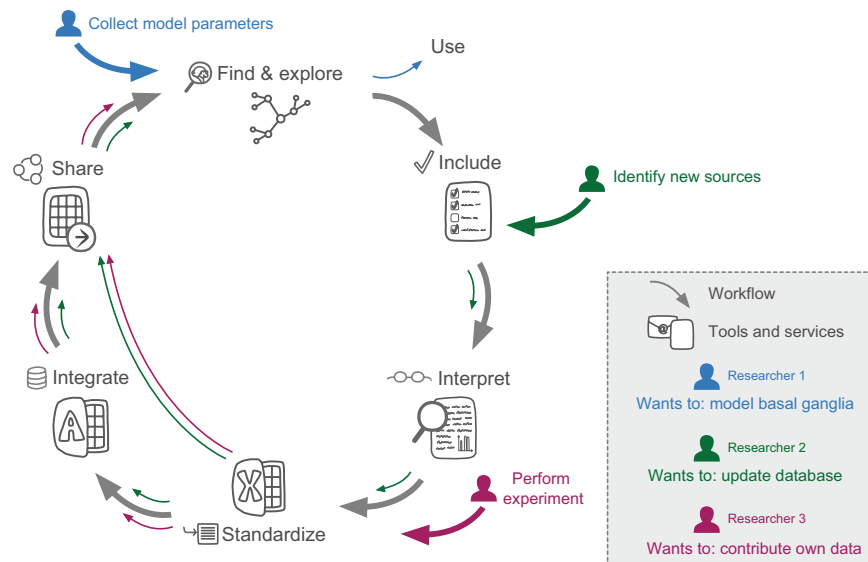 Collect model parameters
Use
Find & explore
Share
Include
Identify new sources
Workflow
@
Tools and services
Integrate
Interpret
Researcher 1
Wants to: model basal ganglia
A
Researcher 2
X
Perform
experiment
Wants to: update database
Standardize
Researcher 3
Wants to: contribute own data